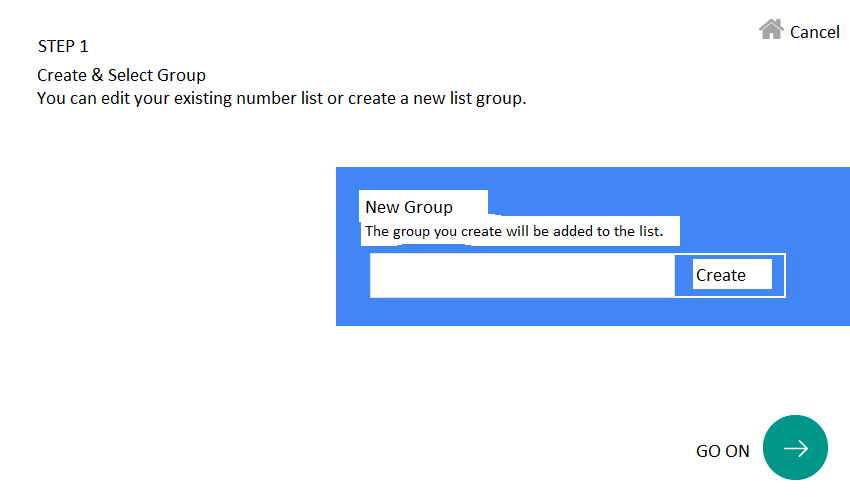 Cancel
STEP 1
Create & Select Group
You can edit your existing number list or create a new list group.
New Group
The group you create will be added to the list.
Create
GO ON